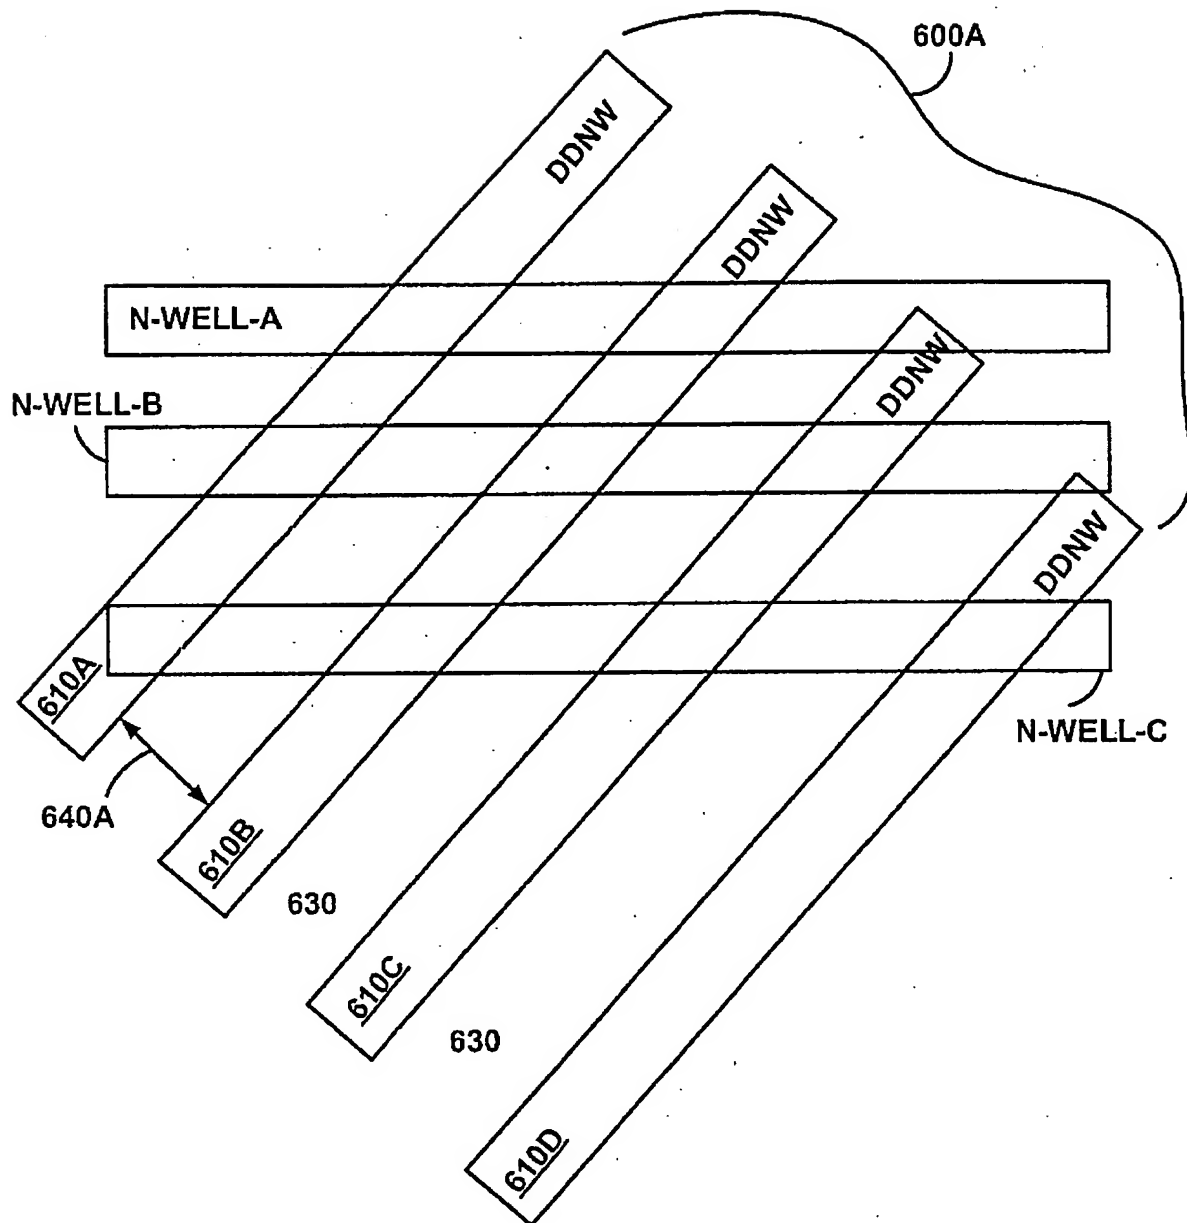 600A
DDNW
DDNW
N-WELL-A
DDNW
N-WELL-B
DDNW
610A
N-WELL-C
640A
610B
630
610C
630
610D